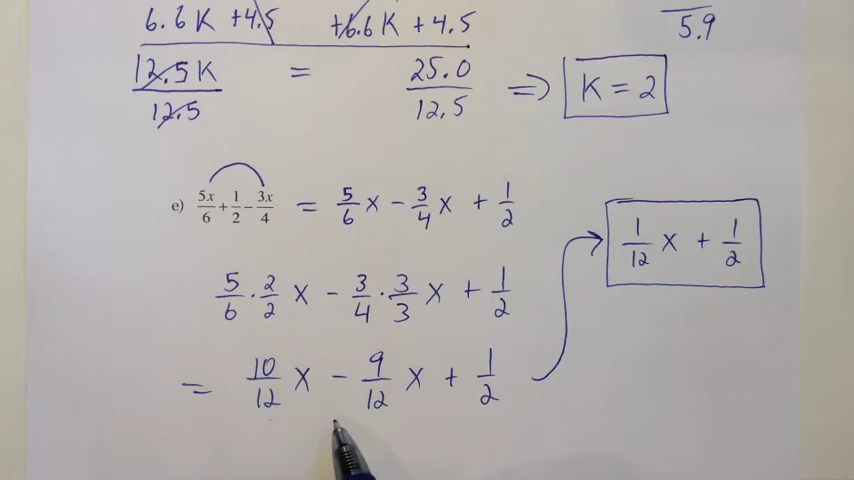 6.6K + 4.5 +6.6K + 4.5
5.9
12.5K/12.5 = 25.0/12.5 ⇒ K = 2
e) 5x/6 + 1/2 − 3x/4 = 5/6 x − 3/4 x + 1/2
1/12 x + 1/2
5/6 · 2/2 x − 3/4 · 3/3 x + 1/2
= 10/12 x − 9/12 x + 1/2